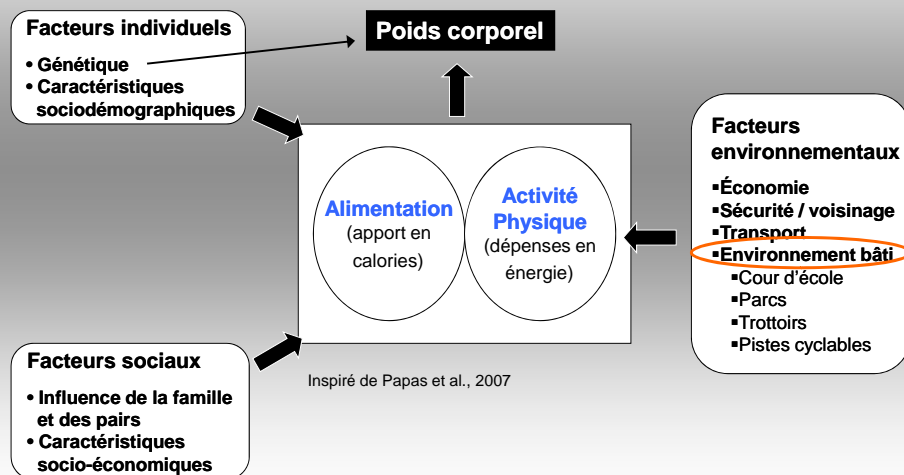 Facteurs individuels
• Génétique
• Caractéristiques
sociodémographiques
Poids corporel
Alimentation
(apport en
calories)
Activité
Physique
(dépenses en
énergie)
Facteurs
environnementaux
▪Économie
▪Sécurité / voisinage
▪Transport
▪Environnement bâti
▪Cour d'école
▪Parcs
▪Trottoirs
▪Pistes cyclables
Facteurs sociaux
• Influence de la famille
et des pairs
• Caractéristiques
socio-économiques
Inspiré de Papas et al., 2007